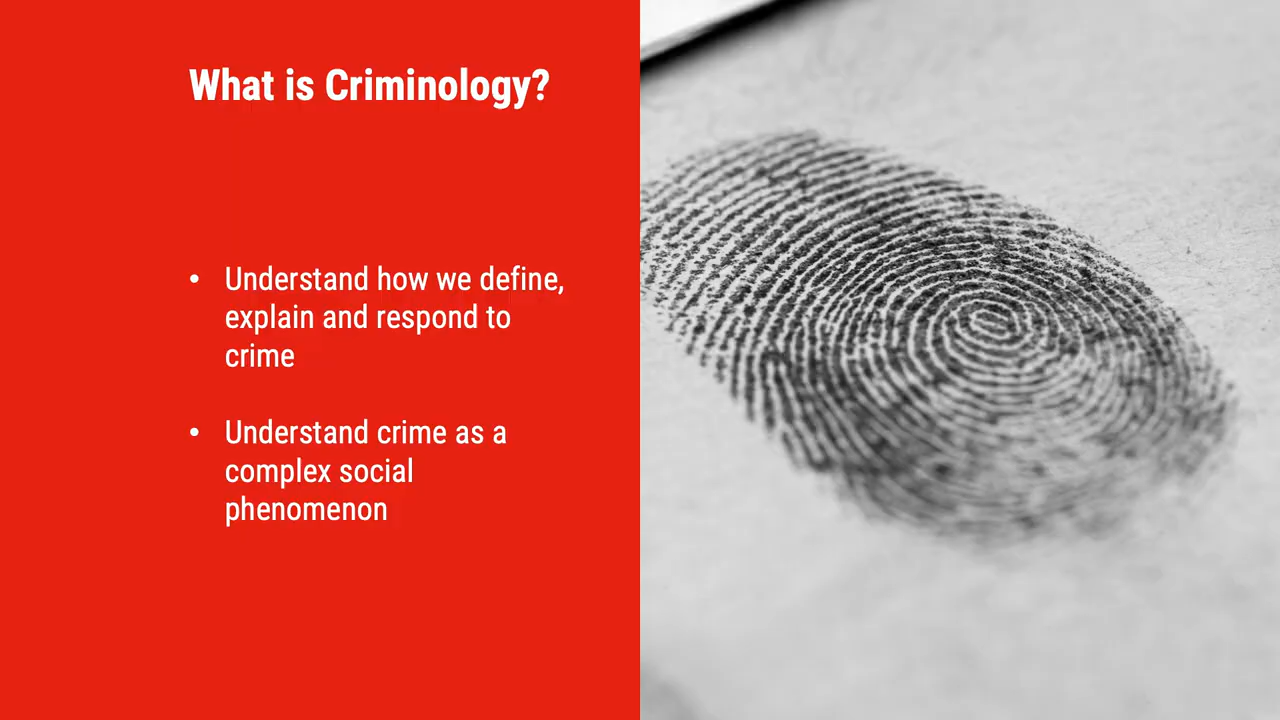 What is Criminology?
• Understand how we define,
explain and respond to
crime
• Understand crime as a
complex social
phenomenon